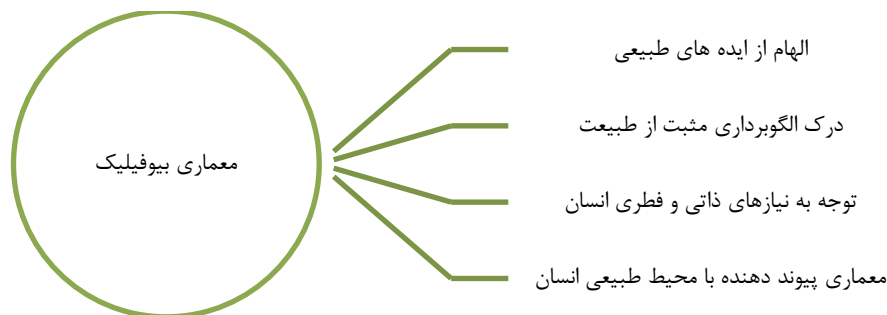 معماری بیوفیلیک
الهام از ایده های طبیعی
درک الگوبرداری مثبت از طبیعت
توجه به نیازهای ذاتی و فطری انسان
معماری پیوند دهنده با محیط طبیعی انسان